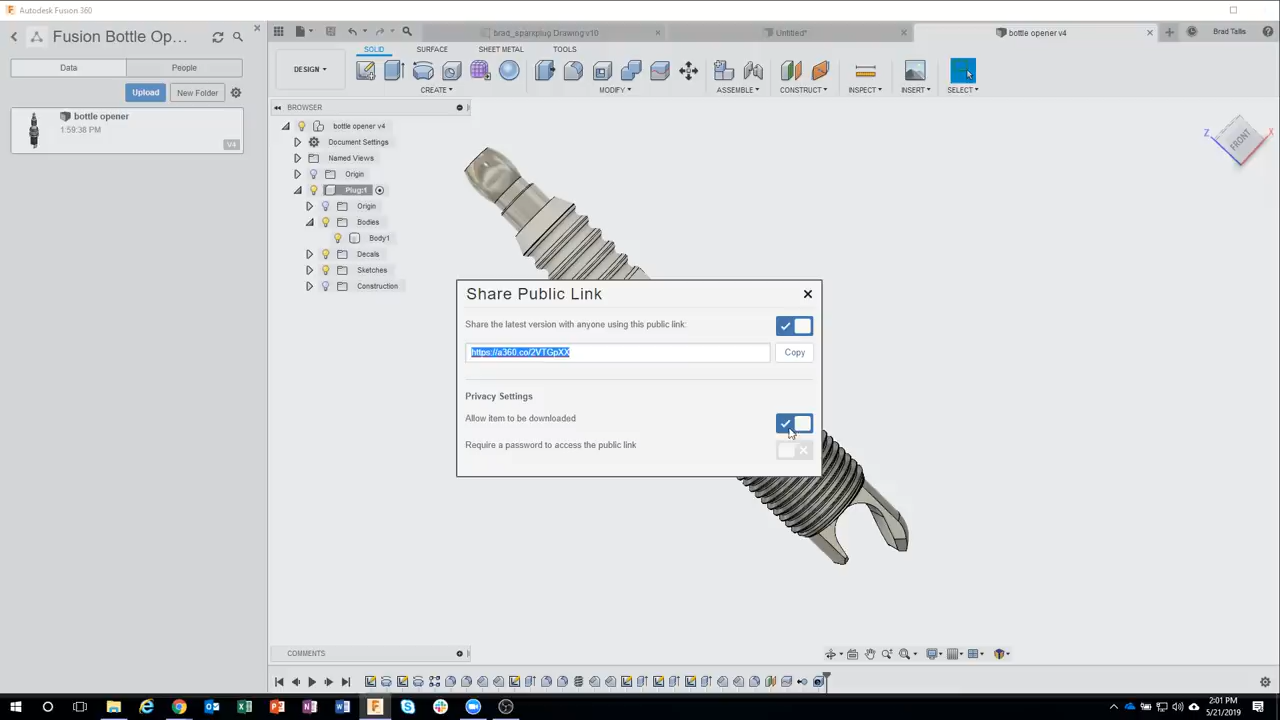 Autodesk Fusion 360
Fusion Bottle Op...
Data
People
Upload
New Folder
bottle opener
1:59:38 PM
V4
brad_sparkplug Drawing v10
Untitled*
bottle opener v4
Brad Tallis
SOLID
SURFACE
SHEET METAL
TOOLS
DESIGN
CREATE
MODIFY
ASSEMBLE
CONSTRUCT
INSPECT
INSERT
SELECT
BROWSER
bottle opener v4
Document Settings
Named Views
Origin
Plug:1
Origin
Bodies
Body1
Decals
Sketches
Construction
Z
FRONT
X
Share Public Link
Share the latest version with anyone using this public link:
https://a360.co/2VTGpXX
Copy
Privacy Settings
Allow item to be downloaded
Require a password to access the public link
COMMENTS
2:01 PM
5/21/2019